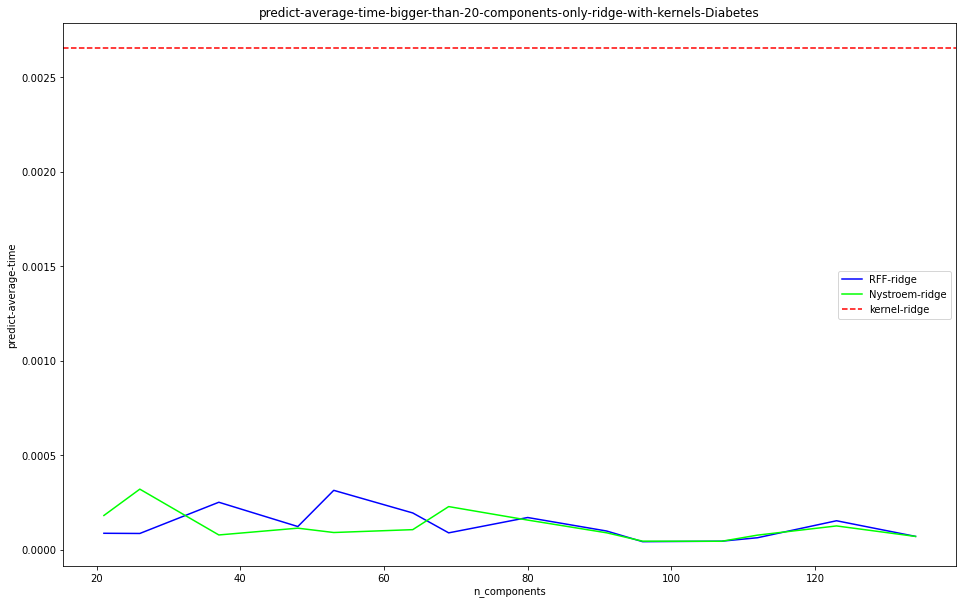 predict-average-time-bigger-than-20-components-only-ridge-with-kernels-Diabetes
predict-average-time
0.0025
0.0020
0.0015
0.0010
0.0005
0.0000
RFF-ridge
Nystroem-ridge
kernel-ridge
20 40 60 80 100 120
n_components